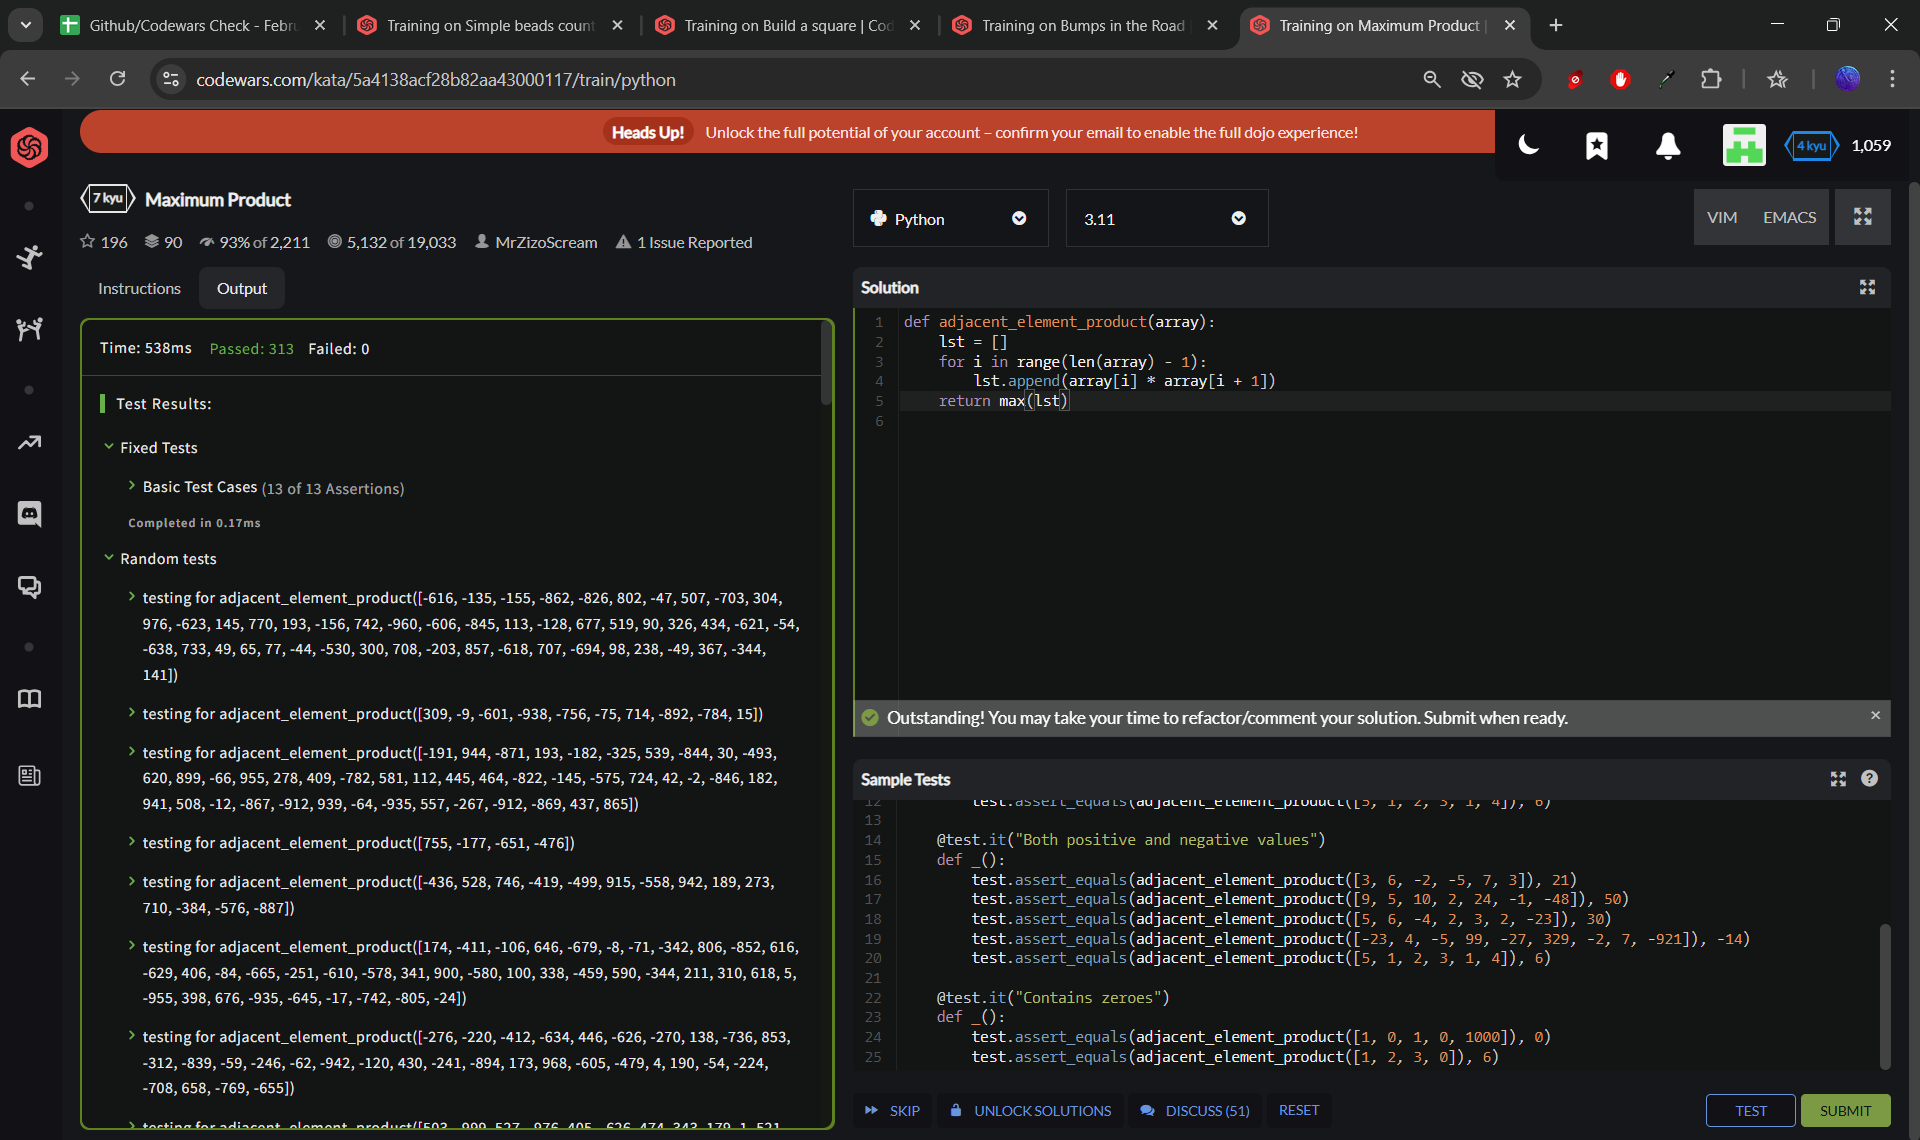 Github/Codewars Check - Febru
Training on Simple beads count
Training on Build a square | Cod
Training on Bumps in the Road
Training on Maximum Product |
codewars.com/kata/5a4138acf28b82aa43000117/train/python
Heads Up! Unlock the full potential of your account – confirm your email to enable the full dojo experience!
4 kyu 1,059
7 kyu Maximum Product
196 90 93% of 2,211 5,132 of 19,033 MrZizoScream 1 Issue Reported
Instructions Output
Time: 538ms Passed: 313 Failed: 0
Test Results:
Fixed Tests
Basic Test Cases (13 of 13 Assertions)
Completed in 0.17ms
Random tests
testing for adjacent_element_product([-616, -135, -155, -862, -826, 802, -47, 507, -703, 304,
976, -623, 145, 770, 193, -156, 742, -960, -606, -845, 113, -128, 677, 519, 90, 326, 434, -621, -54,
-638, 733, 49, 65, 77, -44, -530, 300, 708, -203, 857, -618, 707, -694, 98, 238, -49, 367, -344,
141])
testing for adjacent_element_product([309, -9, -601, -938, -756, -75, 714, -892, -784, 15])
testing for adjacent_element_product([-191, 944, -871, 193, -182, -325, 539, -844, 30, -493,
620, 899, -66, 955, 278, 409, -782, 581, 112, 445, 464, -822, -145, -575, 724, 42, -2, -846, 182,
941, 508, -12, -867, -912, 939, -64, -935, 557, -267, -912, -869, 437, 865])
testing for adjacent_element_product([755, -177, -651, -476])
testing for adjacent_element_product([-436, 528, 746, -419, -499, 915, -558, 942, 189, 273,
710, -384, -576, -887])
testing for adjacent_element_product([174, -411, -106, 646, -679, -8, -71, -342, 806, -852, 616,
-629, 406, -84, -665, -251, -610, -578, 341, 900, -580, 100, 338, -459, 590, -344, 211, 310, 618, 5,
-955, 398, 676, -935, -645, -17, -742, -805, -24])
testing for adjacent_element_product([-276, -220, -412, -634, 446, -626, -270, 138, -736, 853,
-312, -839, -59, -246, -62, -942, -120, 430, -241, -894, 173, 968, -605, -479, 4, 190, -54, -224,
-708, 658, -769, -655])
Python
3.11
VIM EMACS
Solution
1 def adjacent_element_product(array):
2 lst = []
3 for i in range(len(array) - 1):
4 lst.append(array[i] * array[i + 1])
5 return max(lst)
6
Outstanding! You may take your time to refactor/comment your solution. Submit when ready.
Sample Tests
12 test.assert_equals(adjacent_element_product([5, 1, 2, 3, 1, 4]), 6)
13
14 @test.it("Both positive and negative values")
15 def _():
16 test.assert_equals(adjacent_element_product([3, 6, -2, -5, 7, 3]), 21)
17 test.assert_equals(adjacent_element_product([9, 5, 10, 2, 24, -1, -48]), 50)
18 test.assert_equals(adjacent_element_product([5, 6, -4, 2, 3, 2, -23]), 30)
19 test.assert_equals(adjacent_element_product([-23, 4, -5, 99, -27, 329, -2, 7, -921]), -14)
20 test.assert_equals(adjacent_element_product([5, 1, 2, 3, 1, 4]), 6)
21
22 @test.it("Contains zeroes")
23 def _():
24 test.assert_equals(adjacent_element_product([1, 0, 1, 0, 1000]), 0)
25 test.assert_equals(adjacent_element_product([1, 2, 3, 0]), 6)
SKIP UNLOCK SOLUTIONS DISCUSS (51) RESET
TEST SUBMIT